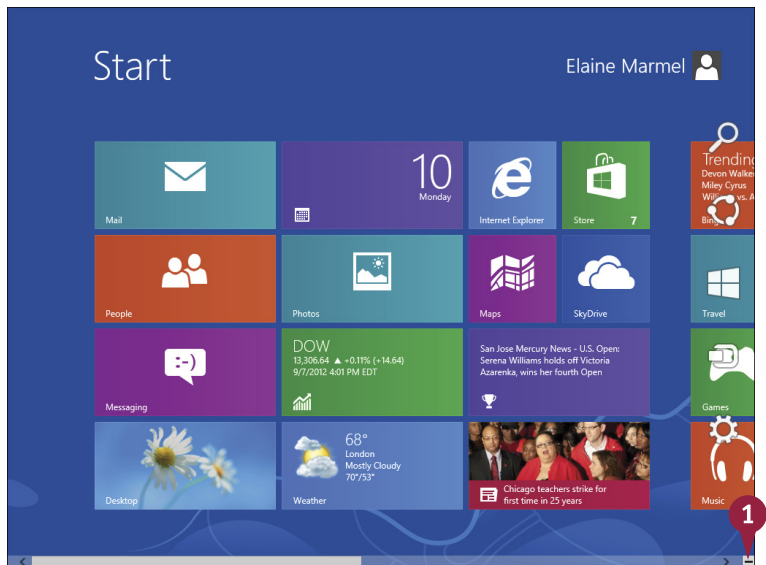 Start
Elaine Marmel
Mail
10
Monday
Internet Explorer
Store
7
Trending
Devon Walke
Miley Cyrus
vs. A
Bing
People
Photos
Maps
SkyDrive
Travel
Messaging
DOW
13,306.64 ▲ +0.11% (+14.64)
9/7/2012 4:01 PM EDT
San Jose Mercury News - U.S. Open:
Serena Williams holds off Victoria
Azarenka, wins her fourth Open
Games
Desktop
68°
London
Mostly Cloudy
70°/53°
Weather
Chicago teachers strike for
first time in 25 years
Music
1